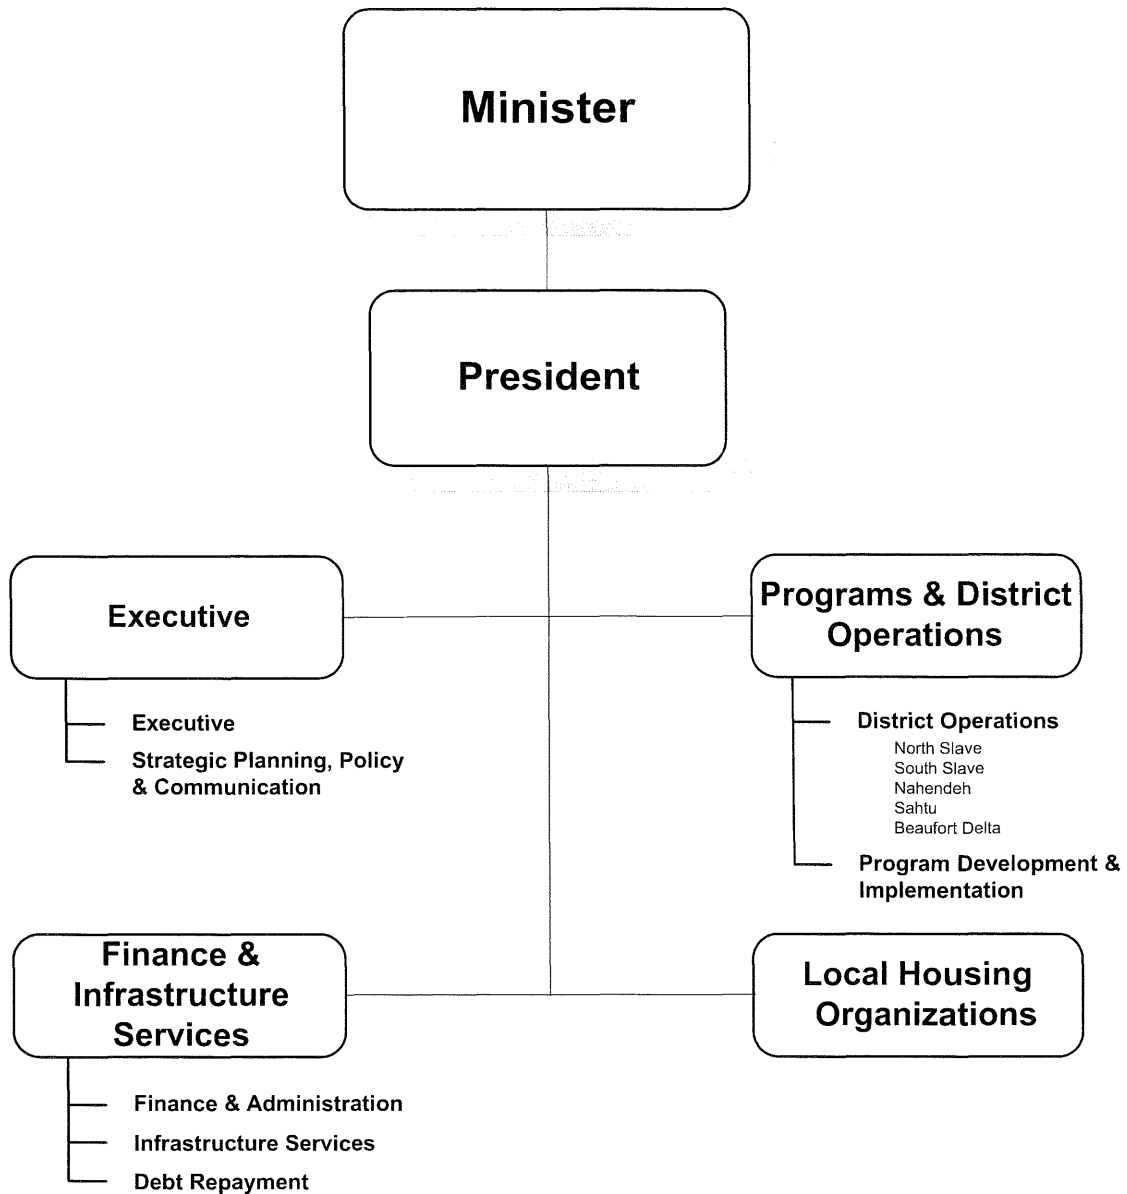 Minister
President
Executive
Executive
Strategic Planning, Policy
& Communication
Programs & District
Operations
District Operations
North Slave
South Slave
Nahendeh
Sahtu
Beaufort Delta
Program Development &
Implementation
Finance &
Infrastructure
Services
Finance & Administration
Infrastructure Services
Debt Repayment
Local Housing
Organizations